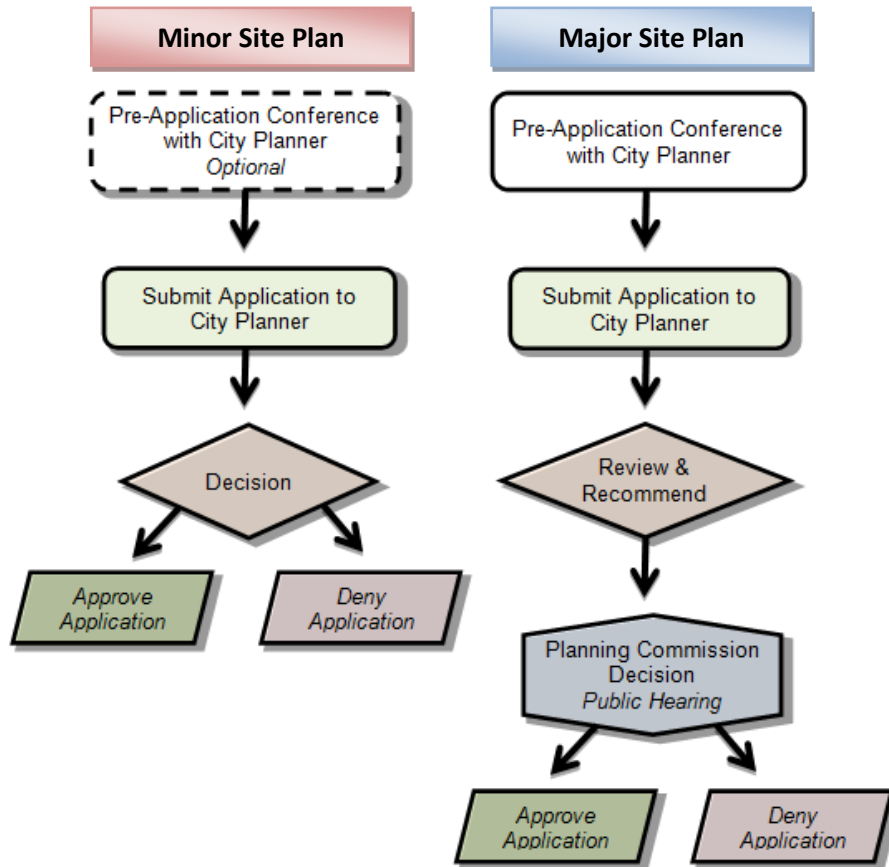 Minor Site Plan
Pre-Application Conference
with City Planner
Optional
Submit Application to
City Planner
Decision
Approve
Application
Deny
Application
Major Site Plan
Pre-Application Conference
with City Planner
Submit Application to
City Planner
Review &
Recommend
Planning Commission
Decision
Public Hearing
Approve
Application
Deny
Application